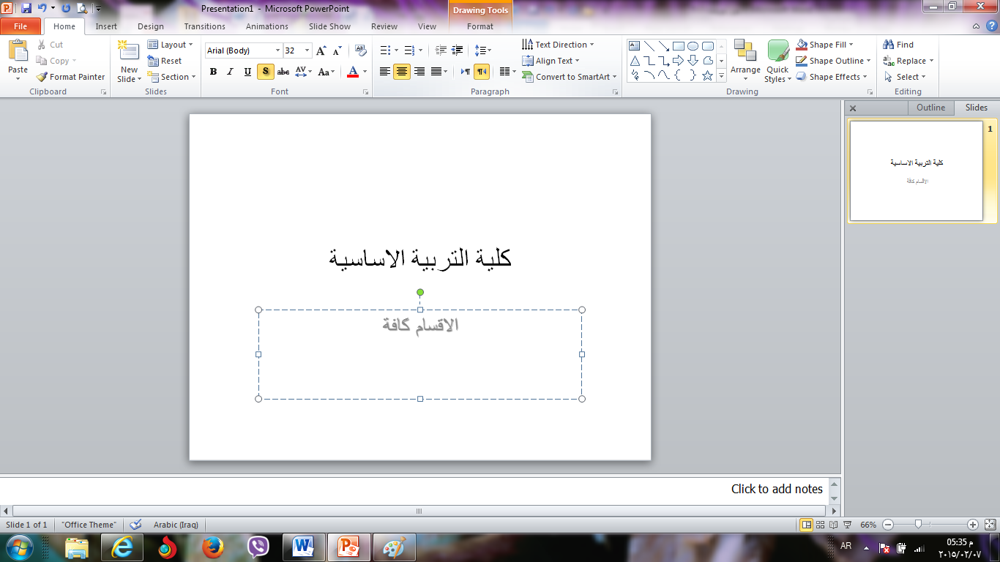 Presentation1 - Microsoft PowerPoint
Drawing Tools
File Home Insert Design Transitions Animations Slide Show Review View Format
Paste
Cut
Copy
Format Painter
Clipboard
New Slide
Layout
Reset
Section
Slides
Arial (Body) 32
B I U S abc AV Aa A
Font
Text Direction
Align Text
Convert to SmartArt
Paragraph
Arrange
Quick Styles
Shape Fill
Shape Outline
Shape Effects
Drawing
Find
Replace
Select
Editing
Outline Slides
1
كلية التربية الاساسية
الاقسام كافة
كلية التربية الاساسية
الاقسام كافة
Click to add notes
Slide 1 of 1 "Office Theme" Arabic (Iraq) 66%
AR
05:35 م
٢٠١٥/٠٢/٠٧